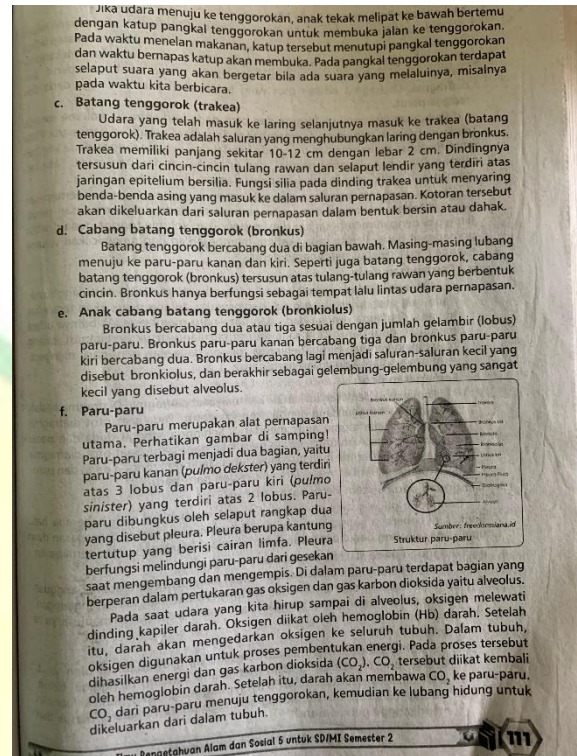 Jika udara menuju ke tenggorokan, anak tekak melipat ke bawah bertemu
dengan katup pangkal tenggorokan untuk membuka jalan ke tenggorokan.
Pada waktu menelan makanan, katup tersebut menutupi pangkal tenggorokan
dan waktu bernapas katup akan membuka. Pada pangkal tenggorokan terdapat
selaput suara yang akan bergetar bila ada suara yang melaluinya, misalnya
pada waktu kita berbicara.
c. Batang tenggorok (trakea)
Udara yang telah masuk ke laring selanjutnya masuk ke trakea (batang
tenggorok). Trakea adalah saluran yang menghubungkan laring dengan bronkus.
Trakea memiliki panjang sekitar 10-12 cm dengan lebar 2 cm. Dindingnya
tersusun dari cincin-cincin tulang rawan dan selaput lendir yang terdiri atas
jaringan epitelium bersilia. Fungsi silia pada dinding trakea untuk menyaring
benda-benda asing yang masuk ke dalam saluran pernapasan. Kotoran tersebut
akan dikeluarkan dari saluran pernapasan dalam bentuk bersin atau dahak.
d. Cabang batang tenggorok (bronkus)
Batang tenggorok bercabang dua di bagian bawah. Masing-masing lubang
menuju ke paru-paru kanan dan kiri. Seperti juga batang tenggorok, cabang
batang tenggorok (bronkus) tersusun atas tulang-tulang rawan yang berbentuk
cincin. Bronkus hanya berfungsi sebagai tempat lalu lintas udara pernapasan.
e. Anak cabang batang tenggorok (bronkiolus)
Bronkus bercabang dua atau tiga sesuai dengan jumlah gelambir (lobus)
paru-paru. Bronkus paru-paru kanan bercabang tiga dan bronkus paru-paru
kiri bercabang dua. Bronkus bercabang lagi menjadi saluran-saluran kecil yang
disebut bronkiolus, dan berakhir sebagai gelembung-gelembung yang sangat
kecil yang disebut alveolus.
f. Paru-paru
Paru-paru merupakan alat pernapasan
utama. Perhatikan gambar di samping!
Paru-paru terbagi menjadi dua bagian, yaitu
paru-paru kanan (pulmo dekster) yang terdiri
atas 3 lobus dan paru-paru kiri (pulmo
sinister) yang terdiri atas 2 lobus. Paru-
paru dibungkus oleh selaput rangkap dua
yang disebut pleura. Pleura berupa kantung
tertutup yang berisi cairan limfa. Pleura
berfungsi melindungi paru-paru dari gesekan
saat mengembang dan mengempis. Di dalam paru-paru terdapat bagian yang
berperan dalam pertukaran gas oksigen dan gas karbon dioksida yaitu alveolus.
Pada saat udara yang kita hirup sampai di alveolus, oksigen melewati
dinding kapiler darah. Oksigen diikat oleh hemoglobin (Hb) darah. Setelah
itu, darah akan mengedarkan oksigen ke seluruh tubuh. Dalam tubuh,
oksigen digunakan untuk proses pembentukan energi. Pada proses tersebut
dihasilkan energi dan gas karbon dioksida (CO₂). CO₂ tersebut diikat kembali
oleh hemoglobin darah. Setelah itu, darah akan membawa CO₂ ke paru-paru.
CO₂ dari paru-paru menuju tenggorokan, kemudian ke lubang hidung untuk
dikeluarkan dari dalam tubuh.
Trakea
Pleura
Alveoli
Sumber: freedomsiana.id
Struktur paru-paru
Pengetahuan Alam dan Sosial 5 untuk SD/MI Semester 2
111